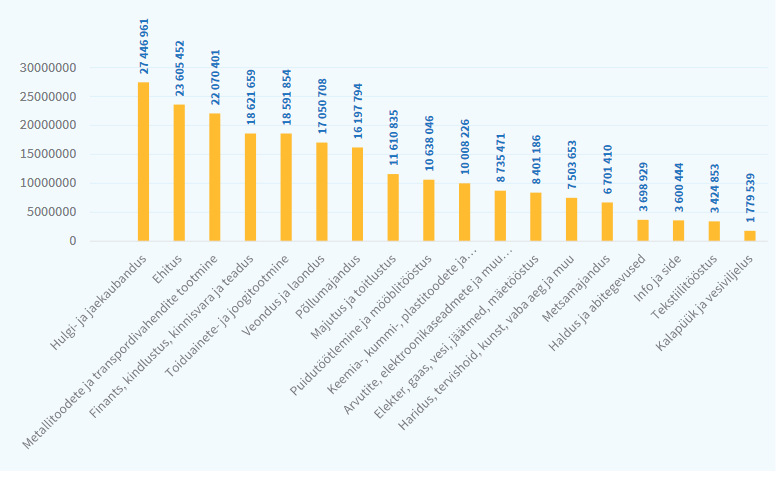 27 446 961
23 605 452
22 070 401
18 621 659
18 591 854
17 050 708
16 197 794
11 610 835
10 638 046
10 008 226
8 735 471
8 401 186
7 503 653
6 701 410
3 698 929
3 600 444
3 424 853
1 779 539
30000000
25000000
20000000
15000000
10000000
5000000
0
Hulgi- ja jaekaubandus
Ehitus
Metallitoodete ja transpordivahendite tootmine
Finants, kindlustus, kinnisvara ja teadus
Toiduainete- ja joogitootmine
Veondus ja laondus
Põllumajandus
Majutus ja toitlustus
Puidutöötlemine ja mööblitööstus
Keemia-, kummi-, plastitoodete ja…
Arvutite, elektroonikaseadmete ja muu…
Elekter, gaas, vesi, jäätmed, mäetööstus
Haridus, tervishoid, kunst, vaba aeg ja muu
Metsamajandus
Haldus ja abitegevused
Info ja side
Tekstiilitööstus
Kalapüük ja vesiviljelus